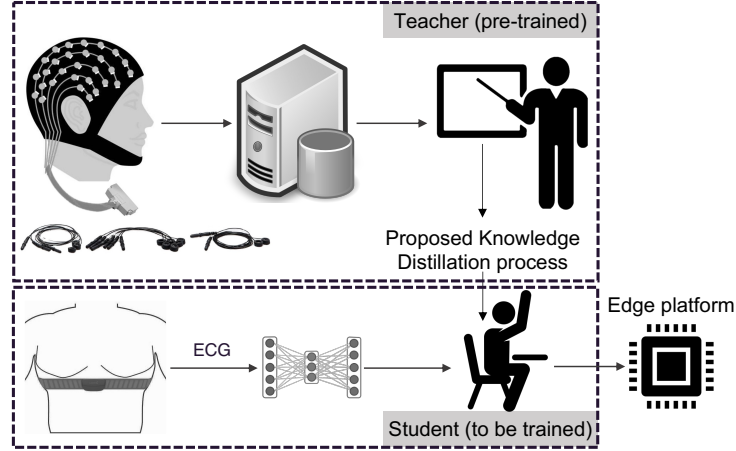 Teacher (pre-trained)
Proposed Knowledge
Distillation process
Edge platform
ECG
Student (to be trained)